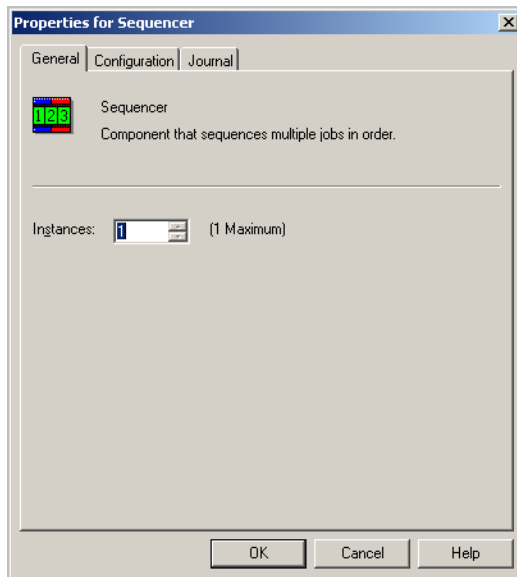 Properties for Sequencer
General Configuration Journal
123
Sequencer
Component that sequences multiple jobs in order.
Instances: 1 (1 Maximum)
OK Cancel Help